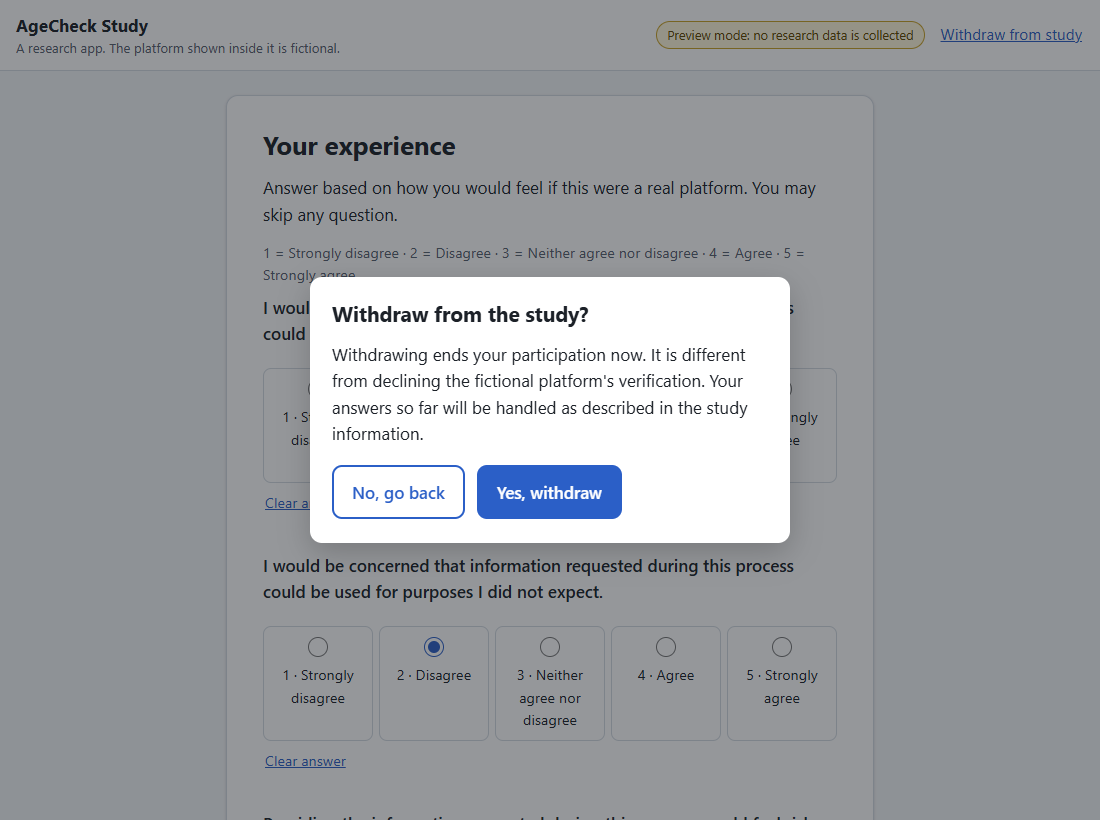 AgeCheck Study
A research app. The platform shown inside it is fictional.
Preview mode: no research data is collected
Withdraw from study
Your experience
Answer based on how you would feel if this were a real platform. You may
skip any question.
1 = Strongly disagree · 2 = Disagree · 3 = Neither agree nor disagree · 4 = Agree · 5 =
Strongly agree
could
Withdraw from the study?
Withdrawing ends your participation now. It is different
from declining the fictional platform's verification. Your
answers so far will be handled as described in the study
information.
No, go back
Yes, withdraw
Clear
I would be concerned that information requested during this process
could be used for purposes I did not expect.
1 · Strongly
disagree
2 · Disagree
3 · Neither
agree nor
disagree
4 · Agree
5 · Strongly
agree
Clear answer